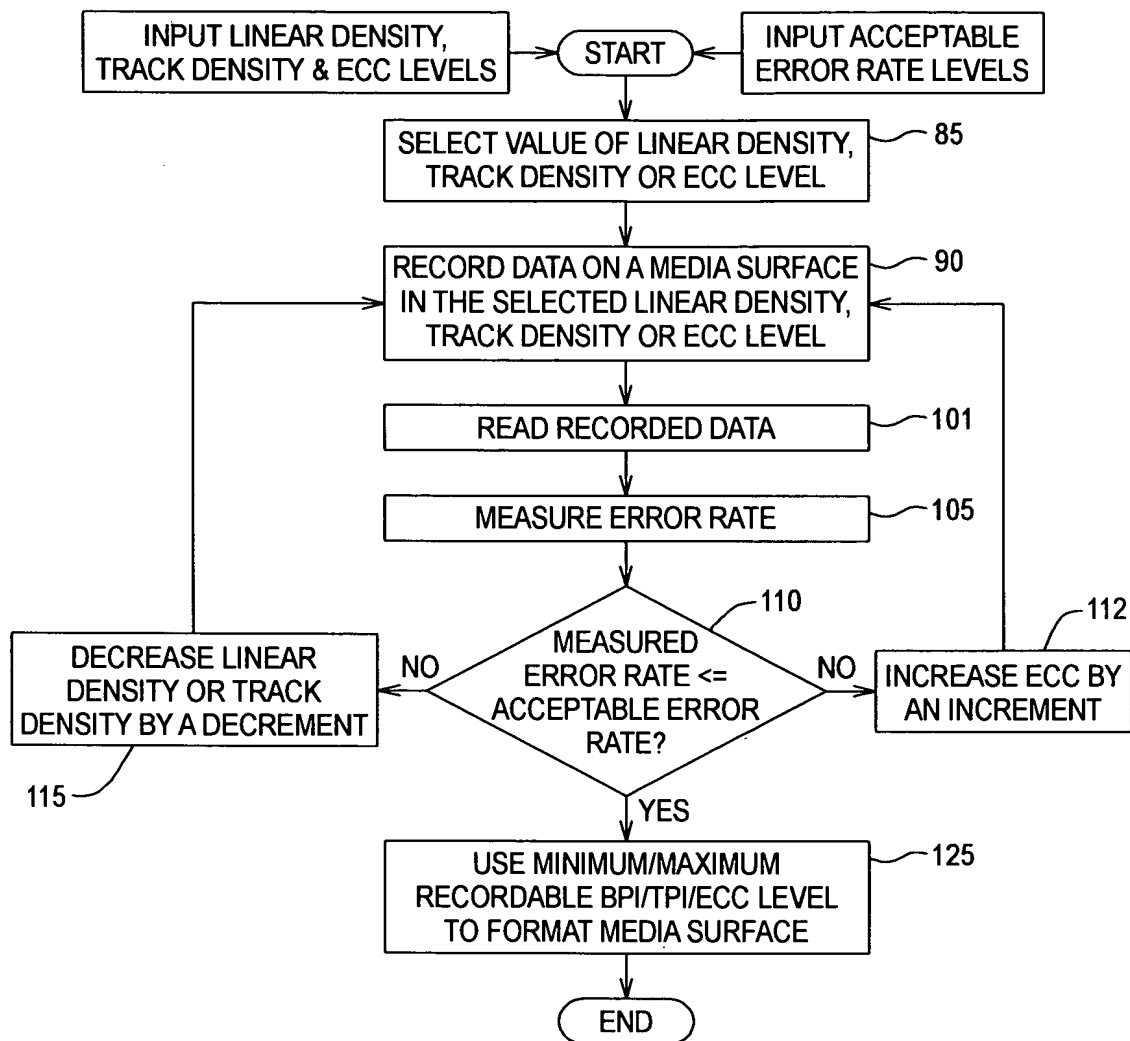 INPUT LINEAR DENSITY,
TRACK DENSITY & ECC LEVELS
START
INPUT ACCEPTABLE
ERROR RATE LEVELS
SELECT VALUE OF LINEAR DENSITY,
TRACK DENSITY OR ECC LEVEL
85
RECORD DATA ON A MEDIA SURFACE
IN THE SELECTED LINEAR DENSITY,
TRACK DENSITY OR ECC LEVEL
90
READ RECORDED DATA
101
MEASURE ERROR RATE
105
MEASURED
ERROR RATE <=
ACCEPTABLE ERROR
RATE?
110
NO
DECREASE LINEAR
DENSITY OR TRACK
DENSITY BY A DECREMENT
115
NO
INCREASE ECC BY
AN INCREMENT
112
YES
USE MINIMUM/MAXIMUM
RECORDABLE BPI/TPI/ECC LEVEL
TO FORMAT MEDIA SURFACE
125
END